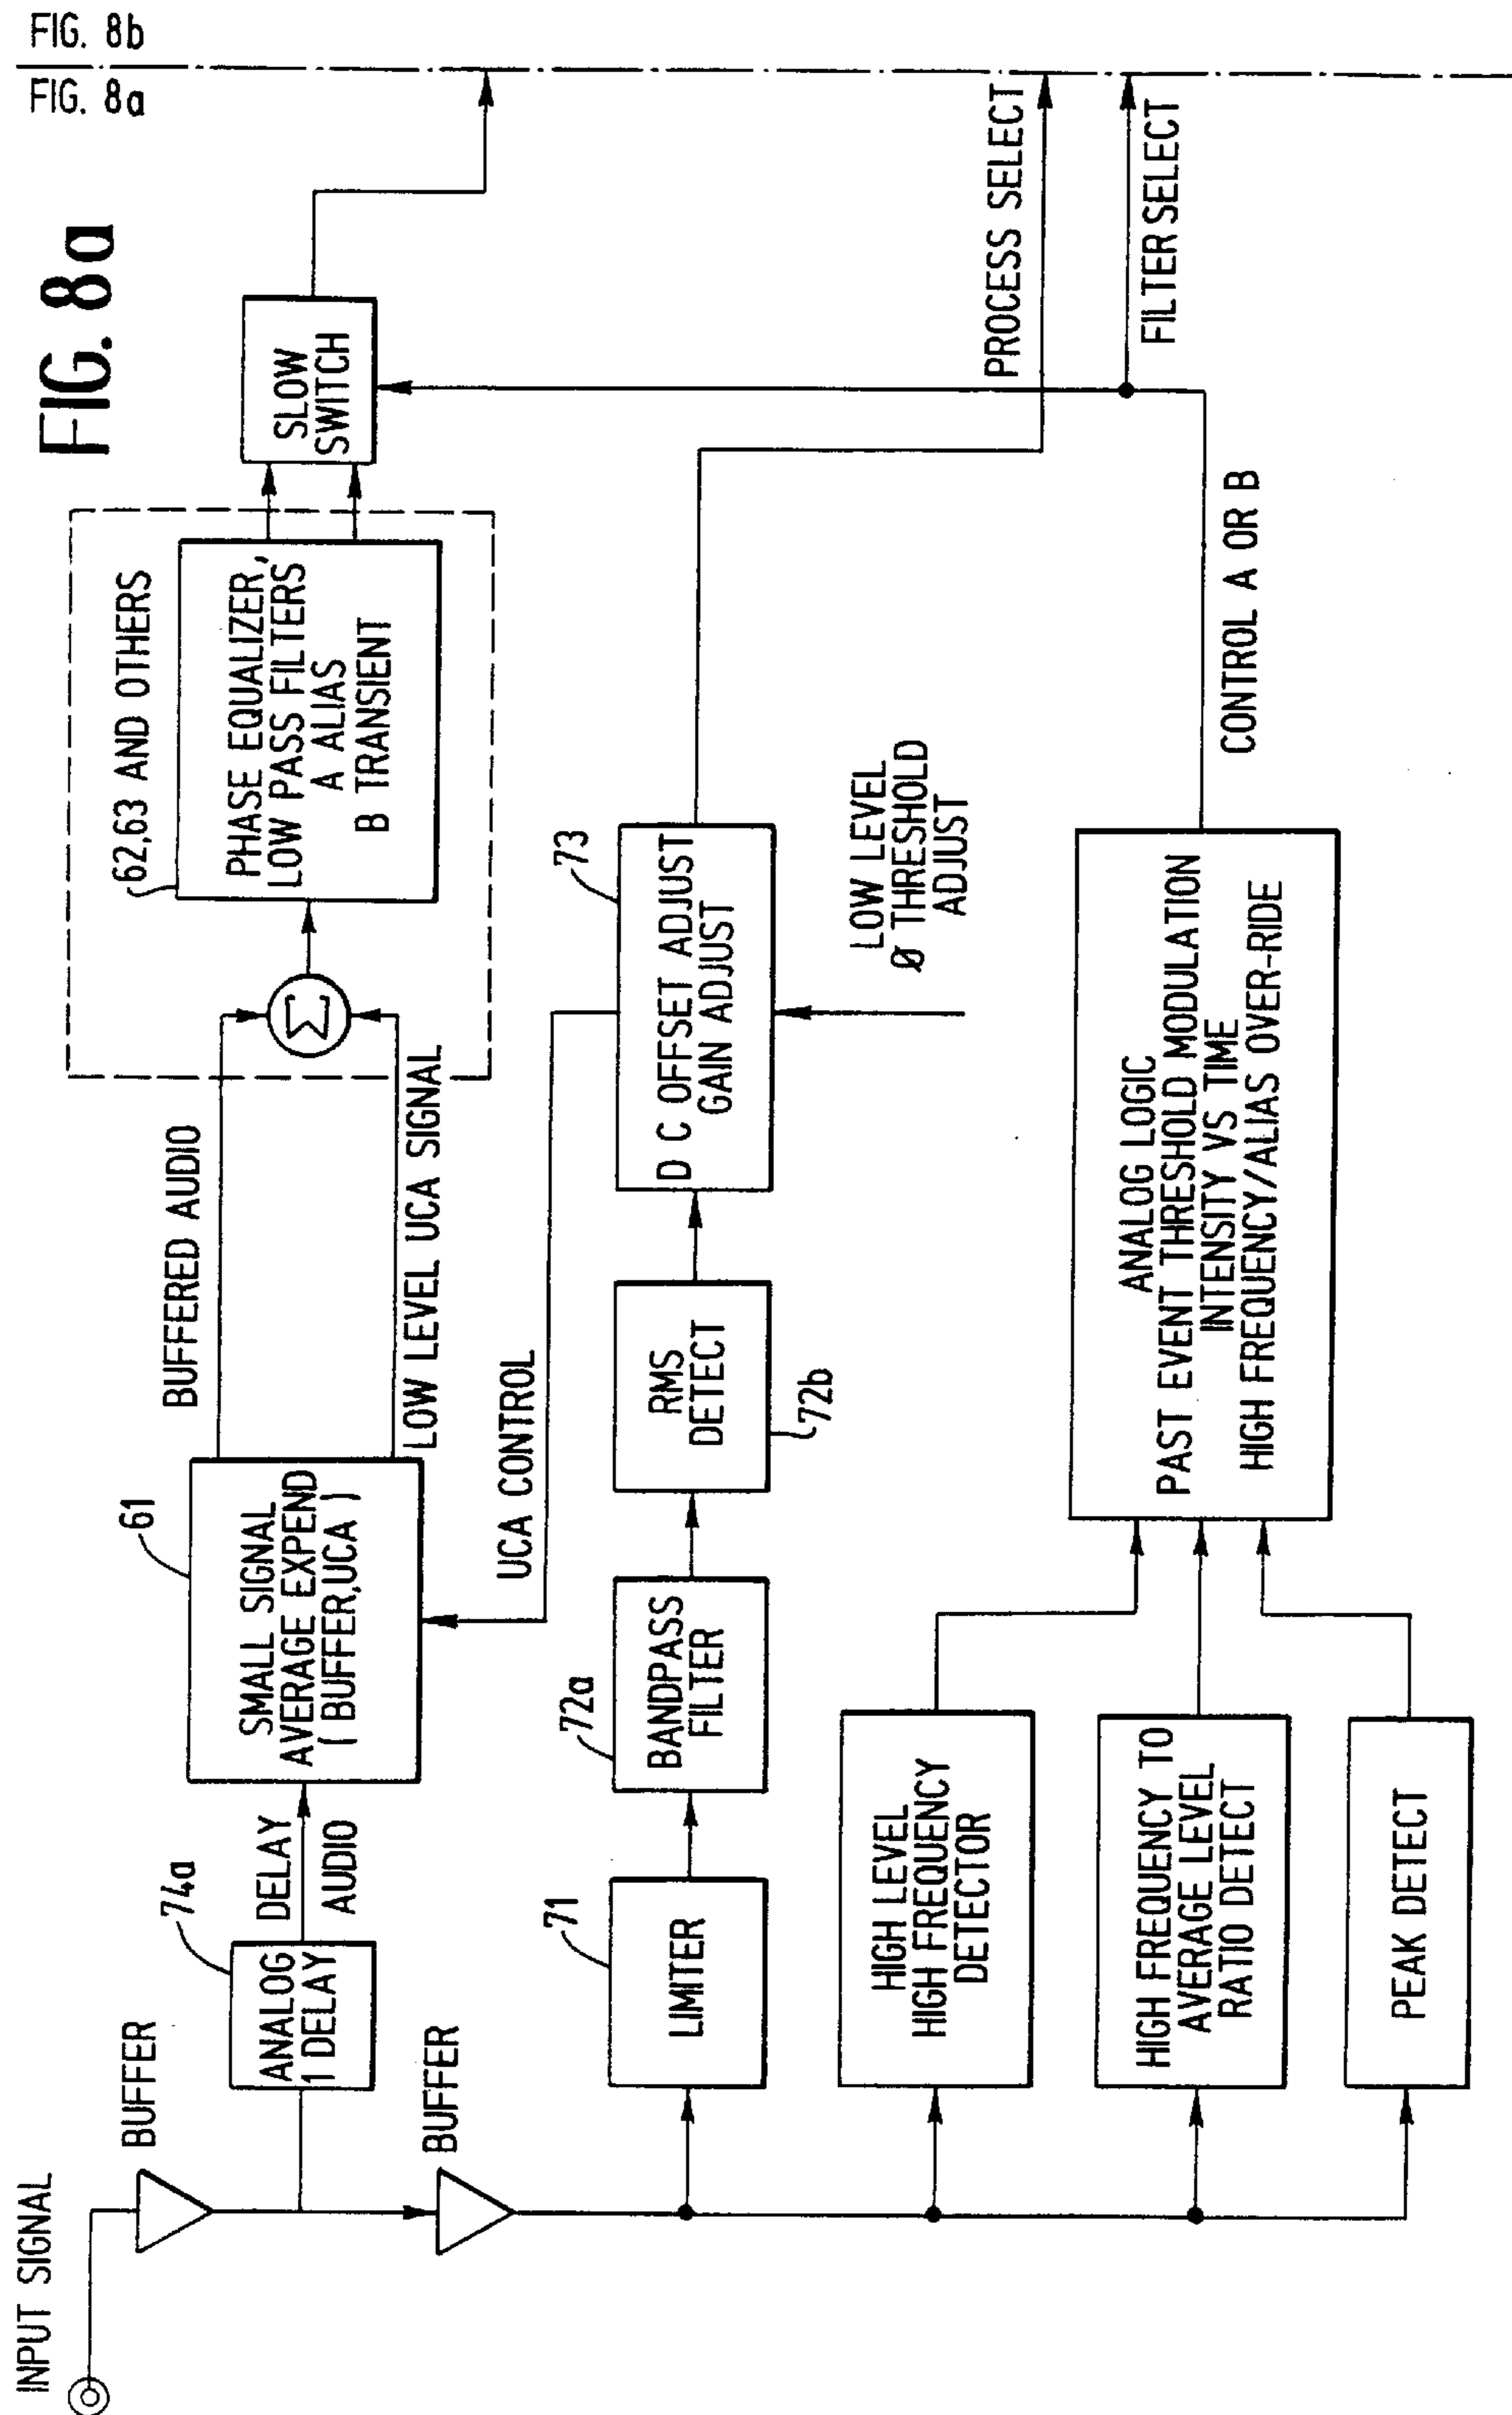 FIG. 8b
FIG. 8a
FIG. 8a
INPUT SIGNAL
BUFFER
BUFFER
74a
ANALOG
1 DELAY
DELAY
AUDIO
61
SMALL SIGNAL
AVERAGE EXPEND
( BUFFER,UCA )
BUFFERED AUDIO
LOW LEVEL UCA SIGNAL
Σ
62,63 AND OTHERS
PHASE EQUALIZER,
LOW PASS FILTERS
A ALIAS
B TRANSIENT
SLOW
SWITCH
UCA CONTROL
71
LIMITER
72a
BANDPASS
FILTER
RMS
DETECT
72b
73
D C OFFSET ADJUST
GAIN ADJUST
LOW LEVEL
Ø THRESHOLD
ADJUST
PROCESS SELECT
FILTER SELECT
HIGH LEVEL
HIGH FREQUENCY
DETECTOR
HIGH FREQUENCY TO
AVERAGE LEVEL
RATIO DETECT
PEAK DETECT
ANALOG LOGIC
PAST EVENT THRESHOLD MODULATION
INTENSITY VS TIME
HIGH FREQUENCY/ALIAS OVER-RIDE
CONTROL A OR B